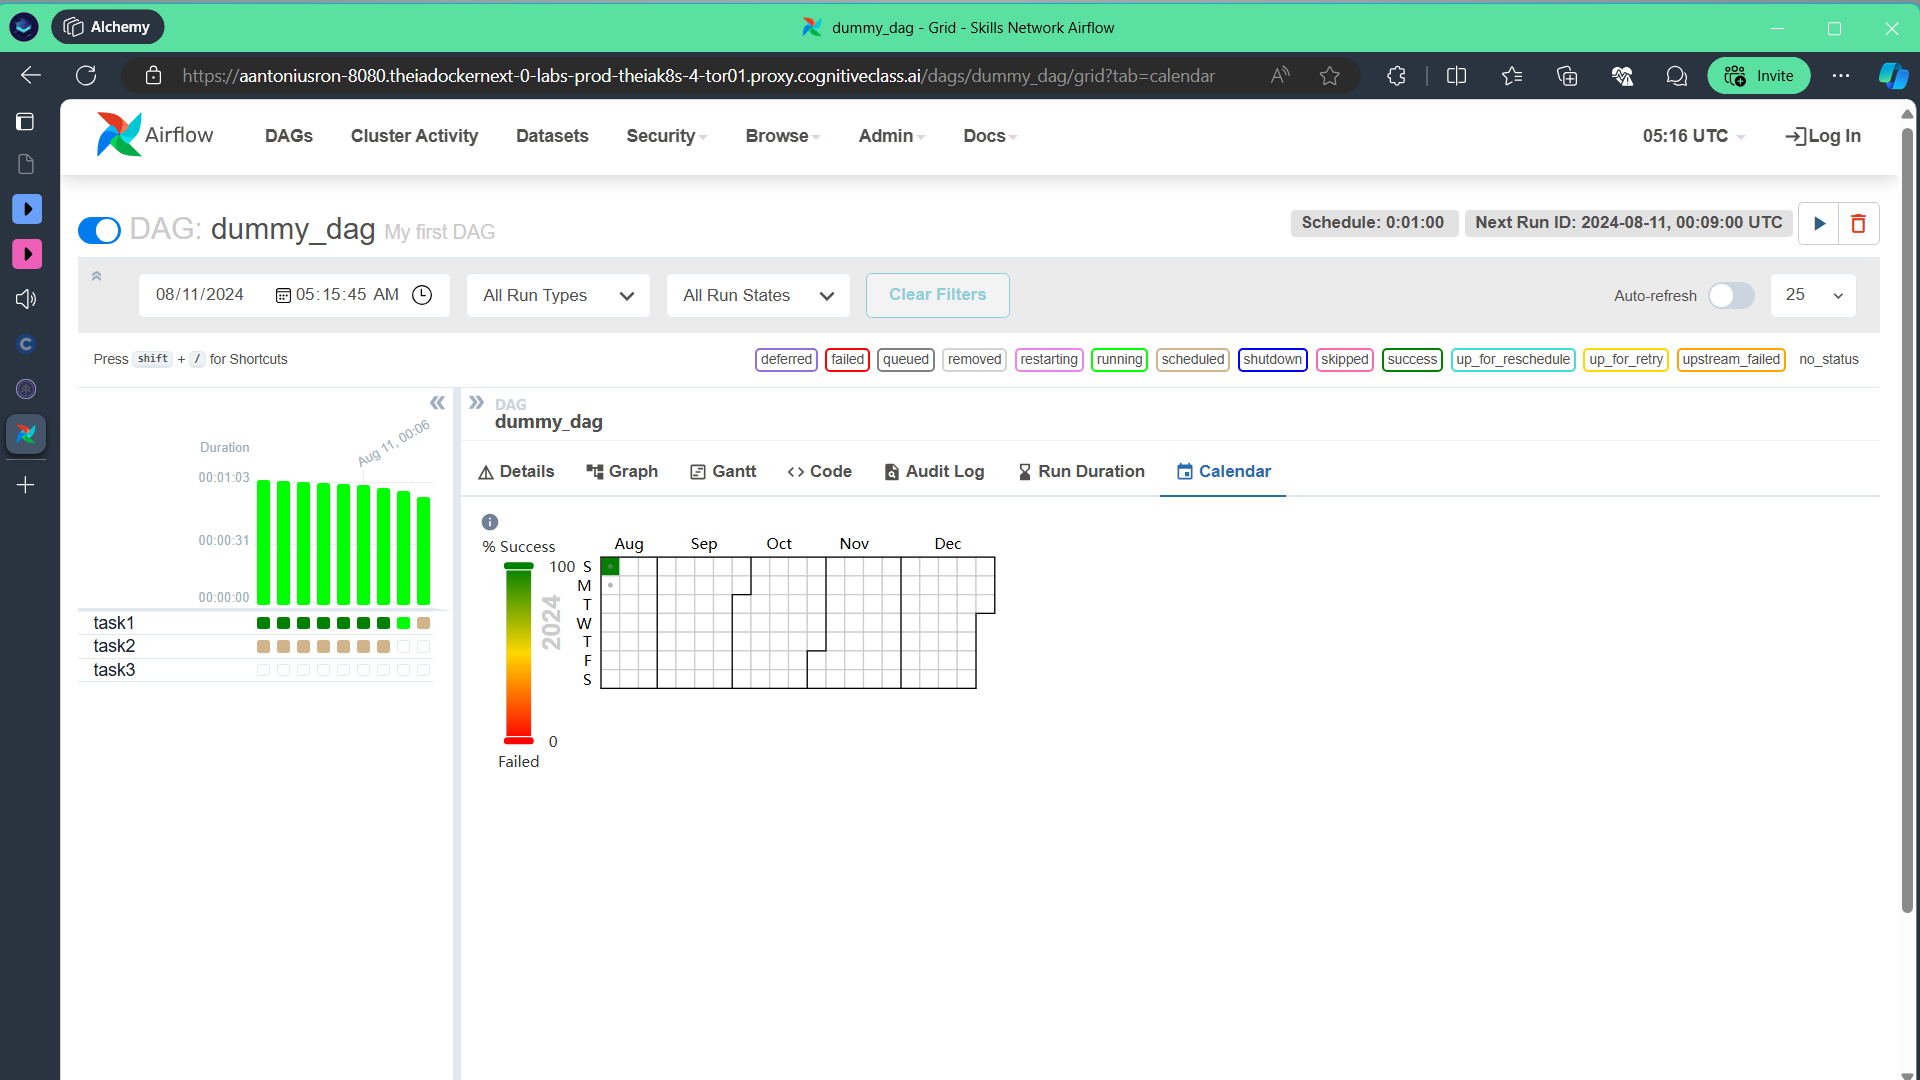 Alchemy
dummy_dag - Grid - Skills Network Airflow
https://aantoniusron-8080.theiadockernext-0-labs-prod-theiak8s-4-tor01.proxy.cognitiveclass.ai/dags/dummy_dag/grid?tab=calendar
Invite
Airflow DAGs Cluster Activity Datasets Security Browse Admin Docs 05:16 UTC Log In
DAG: dummy_dag My first DAG
Schedule: 0:01:00 Next Run ID: 2024-08-11, 00:09:00 UTC
08/11/2024 05:15:45 AM All Run Types All Run States Clear Filters Auto-refresh 25
Press shift + / for Shortcuts
deferred failed queued removed restarting running scheduled shutdown skipped success up_for_reschedule up_for_retry upstream_failed no_status
Duration
Aug 11, 00:06
00:01:03
00:00:31
00:00:00
task1
task2
task3
DAG
dummy_dag
Details Graph Gantt Code Audit Log Run Duration Calendar
% Success
100
0
Failed
2024
Aug Sep Oct Nov Dec
S
M
T
W
T
F
S